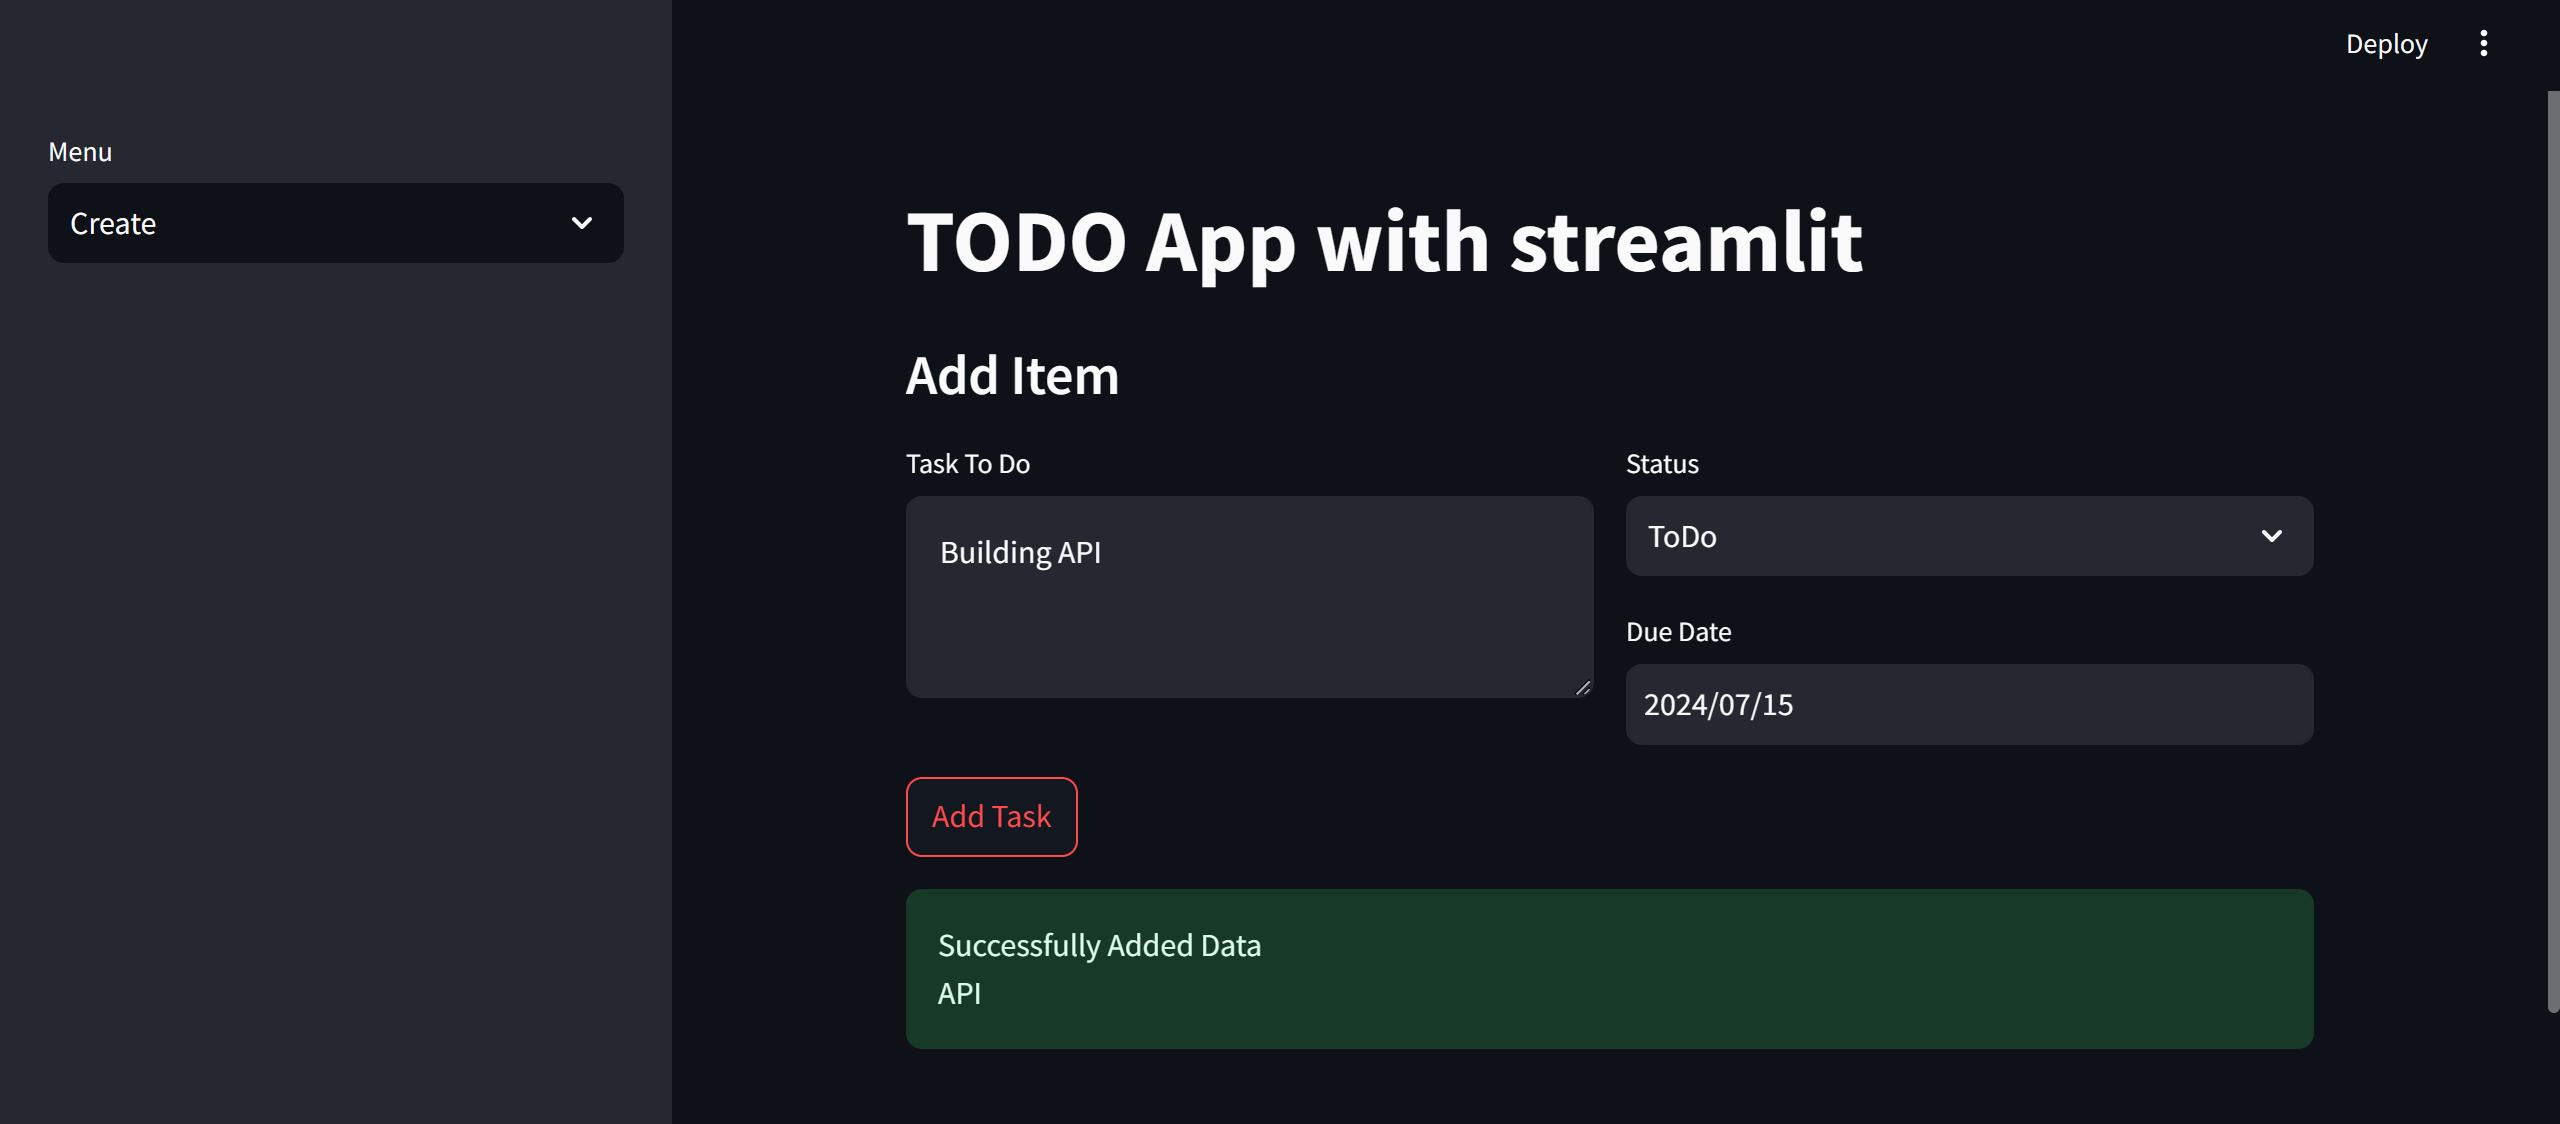 Deploy
Menu
Create
TODO App with streamlit
Add Item
Task To Do
Building API
Status
ToDo
Due Date
2024/07/15
Add Task
Successfully Added Data
API